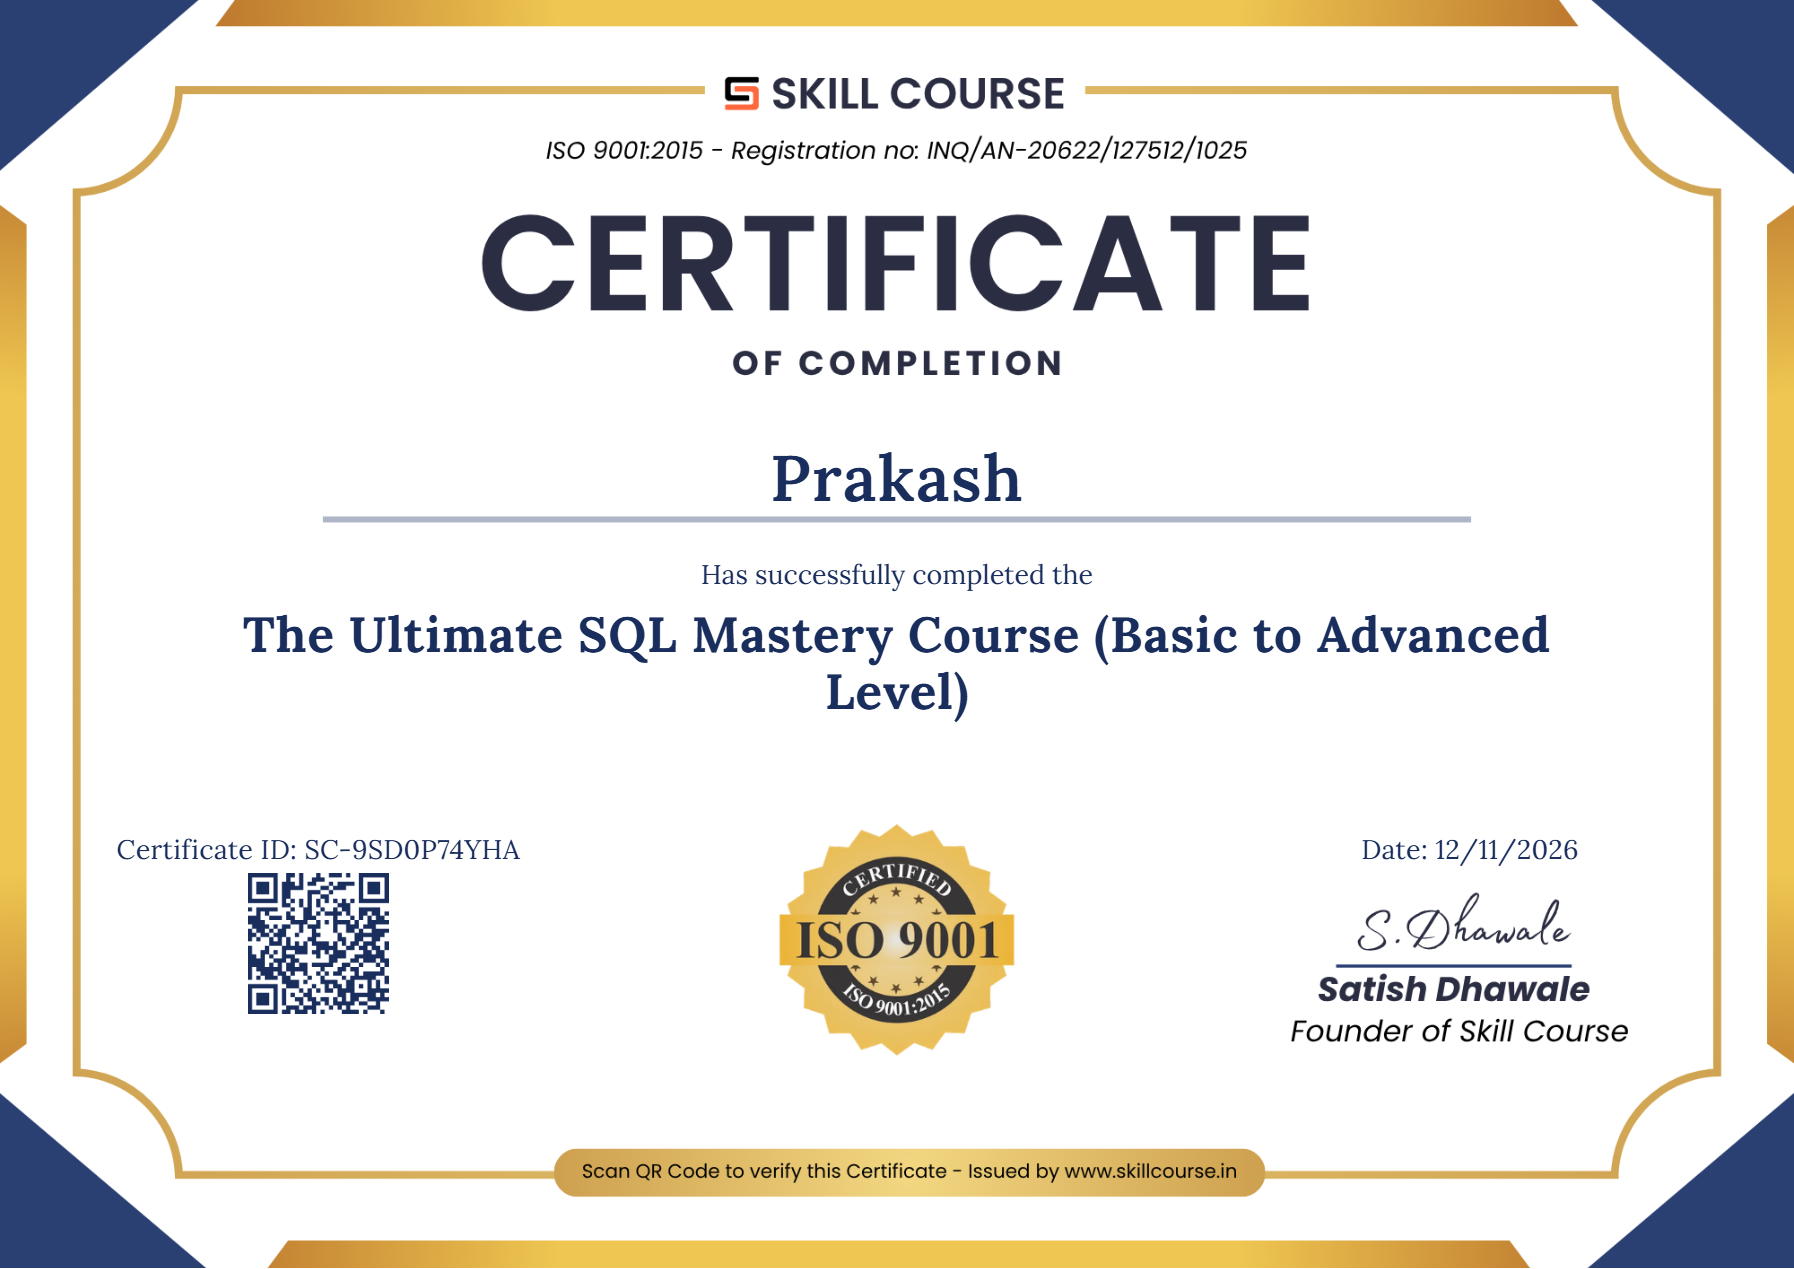 SKILL COURSE
ISO 9001:2015 - Registration no: INQ/AN-20622/127512/1025
CERTIFICATE
OF COMPLETION
Prakash
Has successfully completed the
The Ultimate SQL Mastery Course (Basic to Advanced
Level)
Certificate ID: SC-9SD0P74YHA
CERTIFIED
ISO 9001
ISO 9001:2015
Date: 12/11/2026
S. Dhawale
Satish Dhawale
Founder of Skill Course
Scan QR Code to verify this Certificate - Issued by www.skillcourse.in